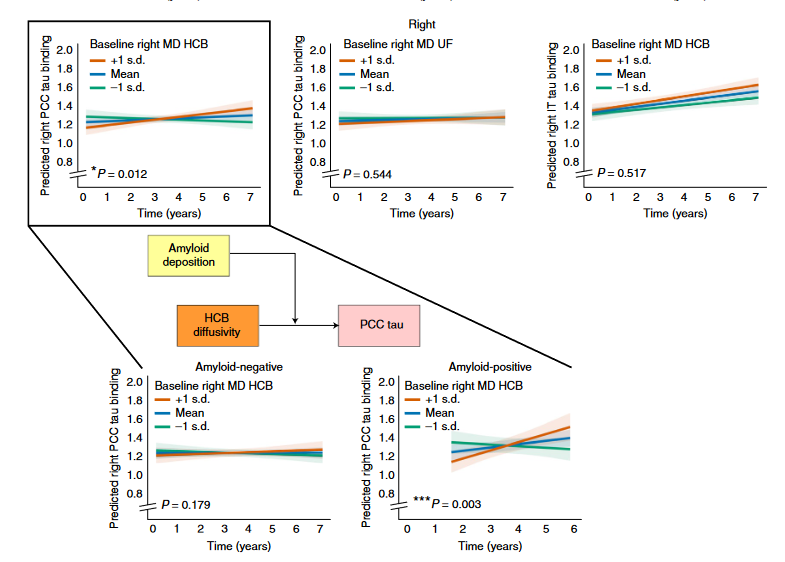 Right
Baseline right MD HCB
+1 s.d.
Mean
−1 s.d.
Predicted right PCC tau binding
2.0
1.8
1.6
1.4
1.2
1.0
0.8
*P = 0.012
0 1 2 3 4 5 6 7
Time (years)
Baseline right MD UF
+1 s.d.
Mean
−1 s.d.
Predicted right PCC tau binding
2.0
1.8
1.6
1.4
1.2
1.0
0.8
P = 0.544
0 1 2 3 4 5 6 7
Time (years)
Baseline right MD HCB
+1 s.d.
Mean
−1 s.d.
Predicted right IT tau binding
2.0
1.8
1.6
1.4
1.2
1.0
0.8
P = 0.517
0 1 2 3 4 5 6 7
Time (years)
Amyloid
deposition
HCB
diffusivity
PCC tau
Amyloid-negative
Baseline right MD HCB
+1 s.d.
Mean
−1 s.d.
Predicted right PCC tau binding
2.0
1.8
1.6
1.4
1.2
1.0
0.8
P = 0.179
0 1 2 3 4 5 6 7
Time (years)
Amyloid-positive
Baseline right MD HCB
+1 s.d.
Mean
−1 s.d.
Predicted right PCC tau binding
2.0
1.8
1.6
1.4
1.2
1.0
0.8
***P = 0.003
0 1 2 3 4 5 6
Time (years)